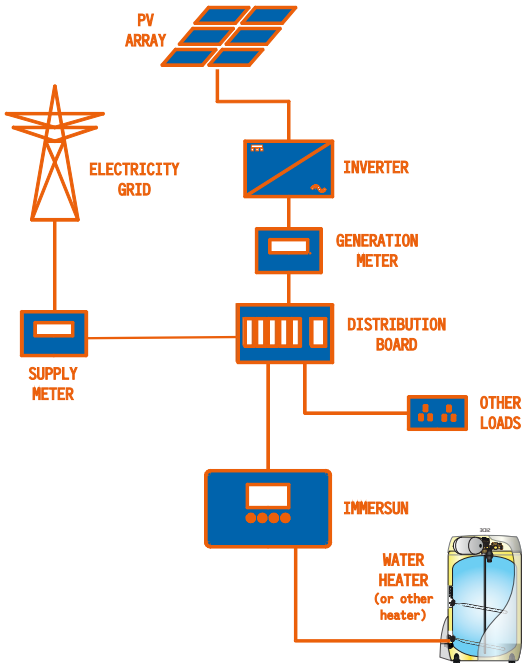 PV
ARRAY
ELECTRICITY
GRID
INVERTER
GENERATION
METER
DISTRIBUTION
BOARD
SUPPLY
METER
OTHER
LOADS
IMMERSUN
WATER
HEATER
(or other
heater)